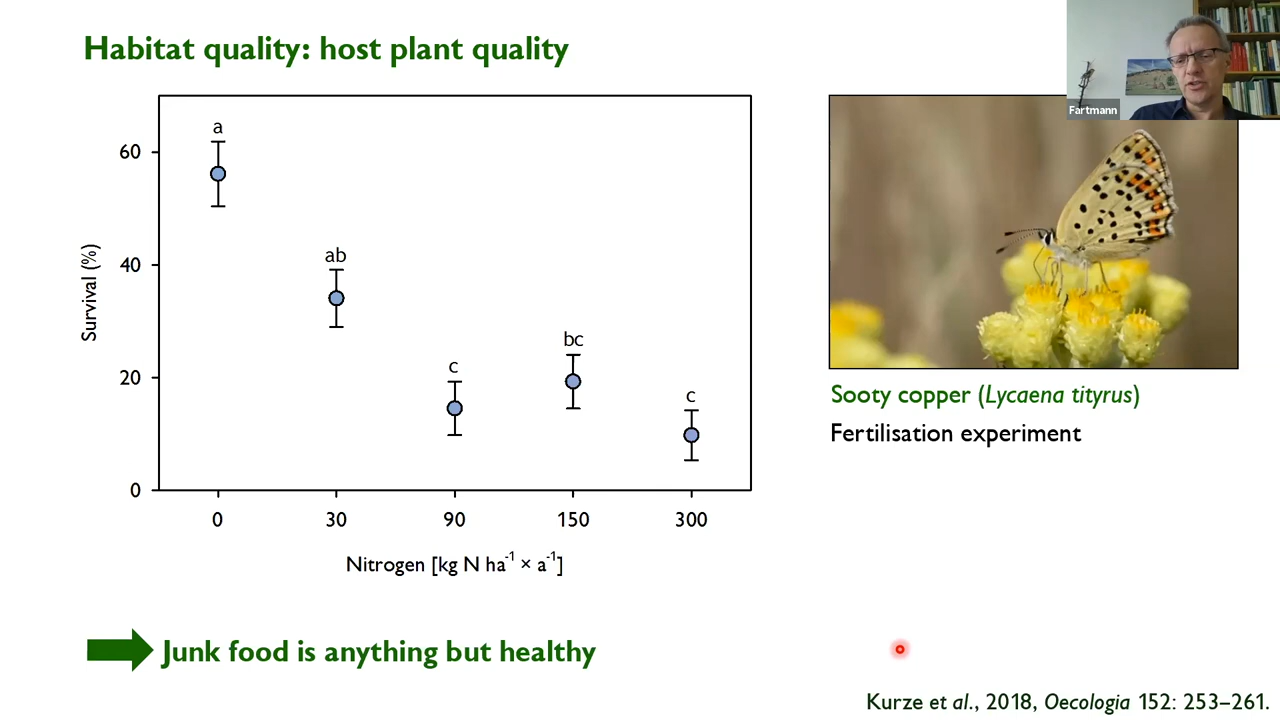 Habitat quality: host plant quality
Fartmann
a
60
ab
40
Survival (%)
bc
c
20
c
0
0 30 90 150 300
Nitrogen [kg N ha⁻¹ × a⁻¹]
Sooty copper (Lycaena tityrus)
Fertilisation experiment
Junk food is anything but healthy
Kurze et al., 2018, Oecologia 152: 253–261.